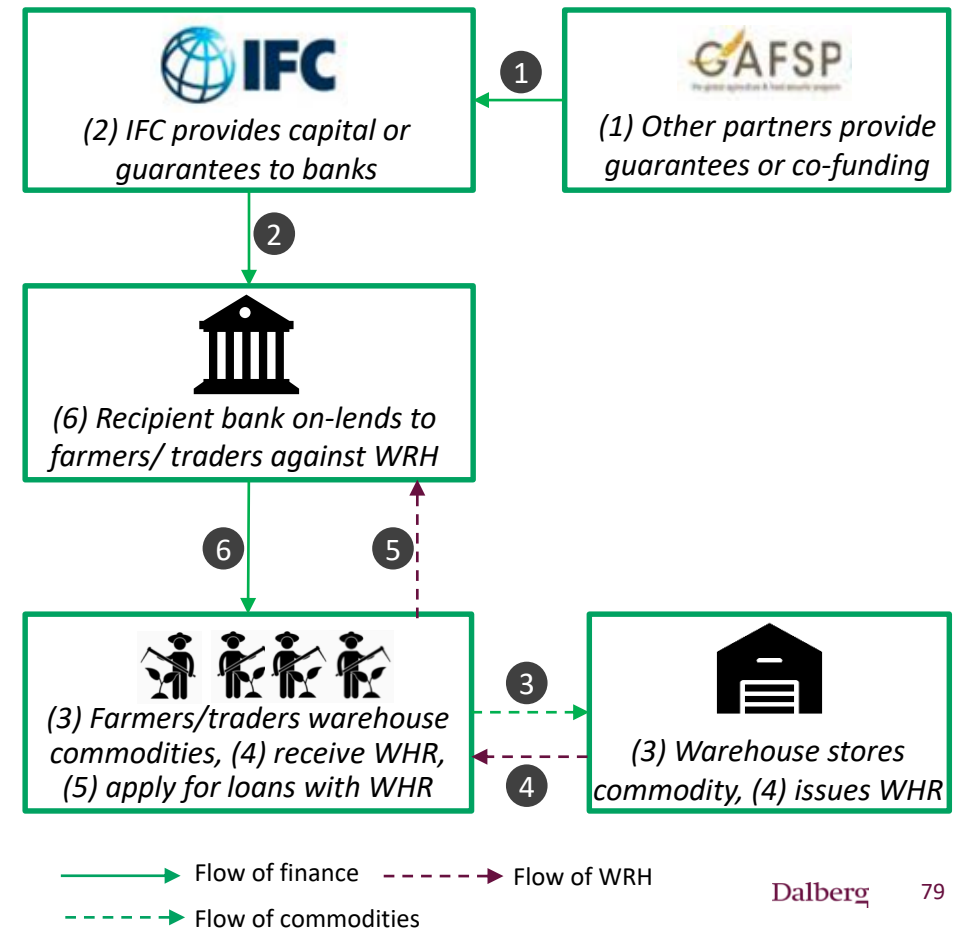 IFC
(2) IFC provides capital or
guarantees to banks
1
GAFSP
(1) Other partners provide
guarantees or co-funding
2
(6) Recipient bank on-lends to
farmers/ traders against WRH
6
5
(3) Farmers/traders warehouse
commodities, (4) receive WHR,
(5) apply for loans with WHR
3
4
(3) Warehouse stores
commodity, (4) issues WHR
Flow of finance
Flow of WRH
Flow of commodities
Dalberg
79